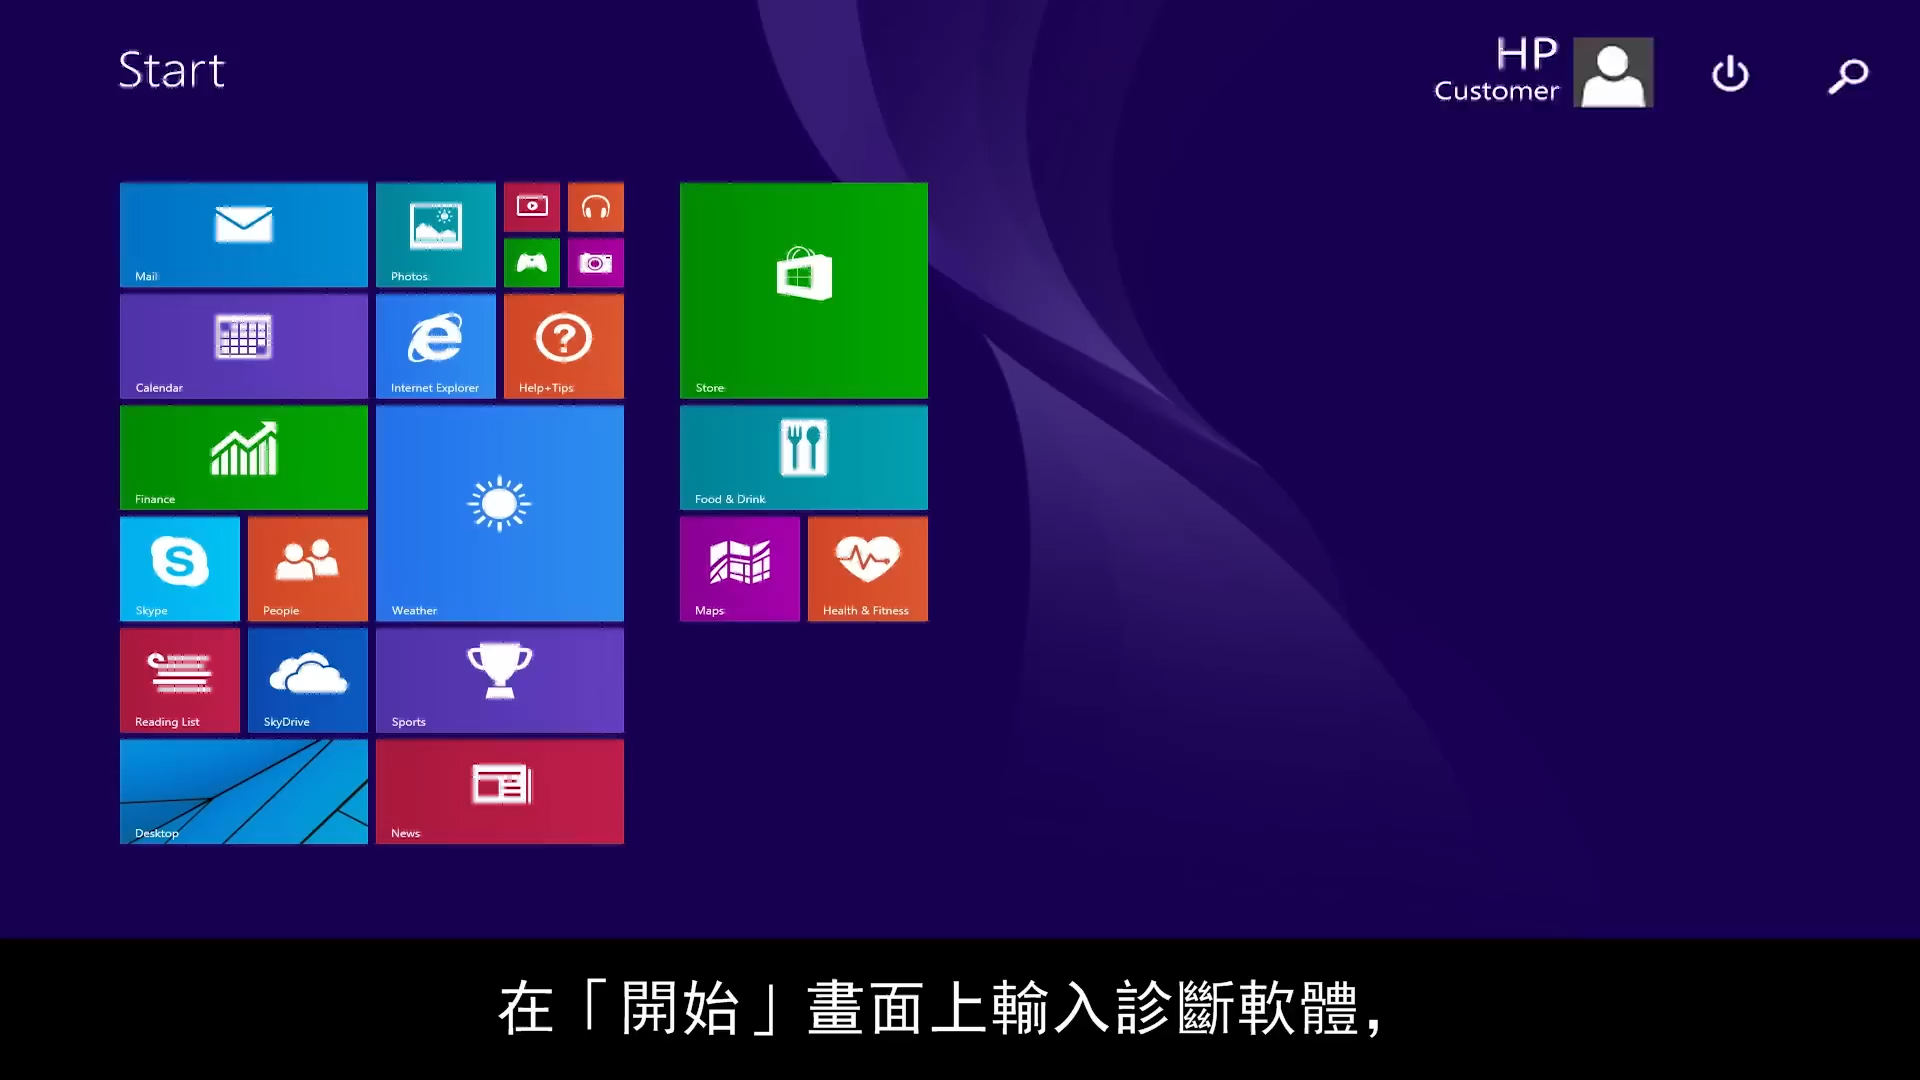 Start
HP
Customer
Mail
Photos
Calendar
Internet Explorer
Help+Tips
Store
Finance
Food & Drink
Skype
People
Weather
Maps
Health & Fitness
Reading List
SkyDrive
Sports
Desktop
News
在「開始」畫面上輸入診斷軟體,